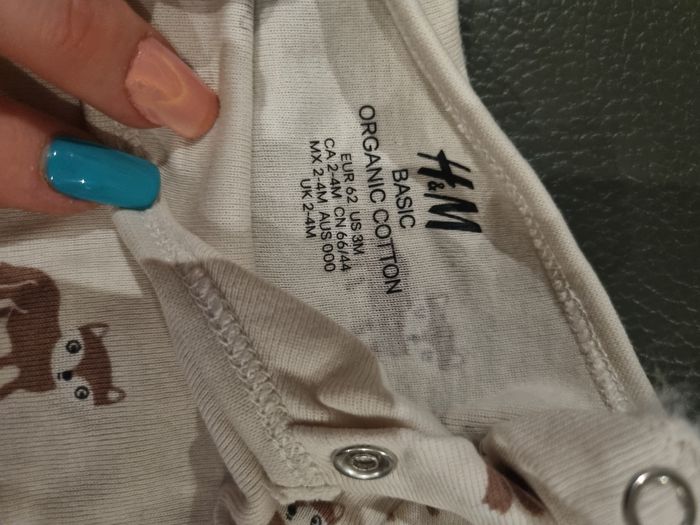 H&M
BASIC
ORGANIC COTTON
EUR 62 US 3M
CA 2-4M CN 66/44
MX 2-4M AUS 000
UK 2-4M